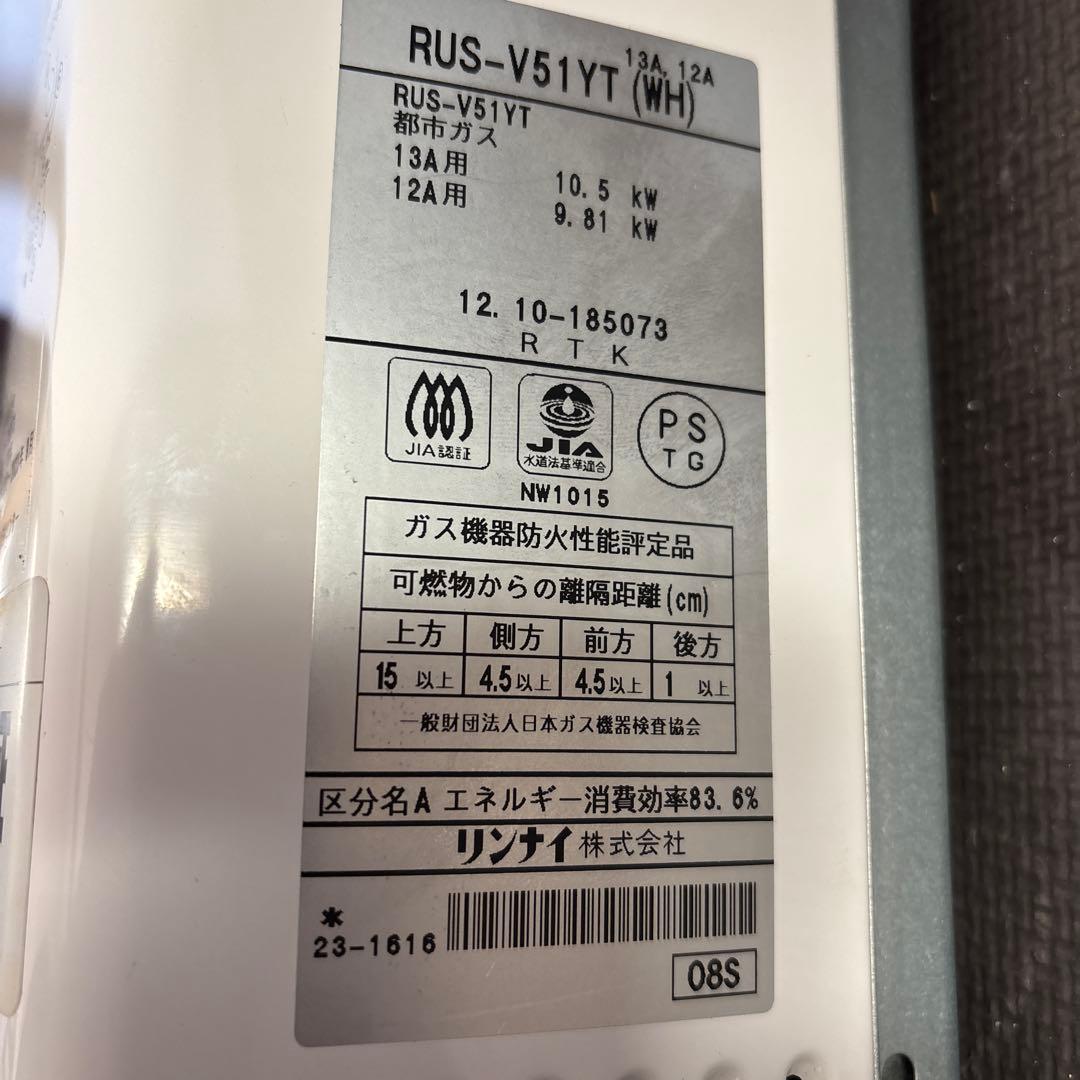 RUS-V51YT (WH) 13A, 12A
RUS-V51YT
都市ガス
13A用 10.5 kW
12A用 9.81 kW
12. 10-185073
R T K
JIA認証
JIA
水道法基準適合
NW1015
PS
TG
ガス機器防火性能評定品
可燃物からの離隔距離(cm)
上方 側方 前方 後方
15 以上 4.5以上 4.5以上 1 以上
一般財団法人日本ガス機器検査協会
区分名A エネルギー消費効率83.6%
リンナイ株式会社
水
23-1616
08S